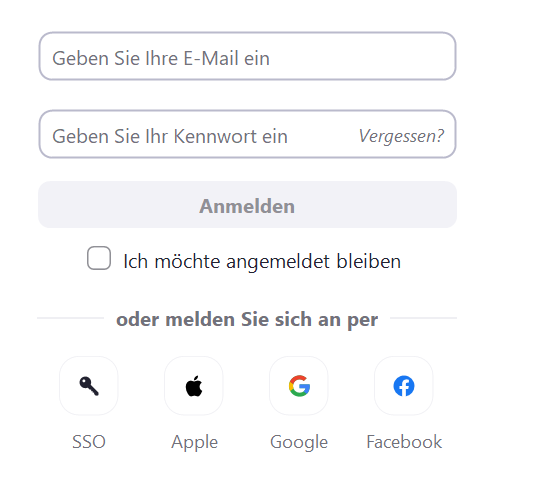 Geben Sie Ihre E-Mail ein
Geben Sie Ihr Kennwort ein Vergessen?
Anmelden
Ich möchte angemeldet bleiben
oder melden Sie sich an per
SSO Apple Google Facebook